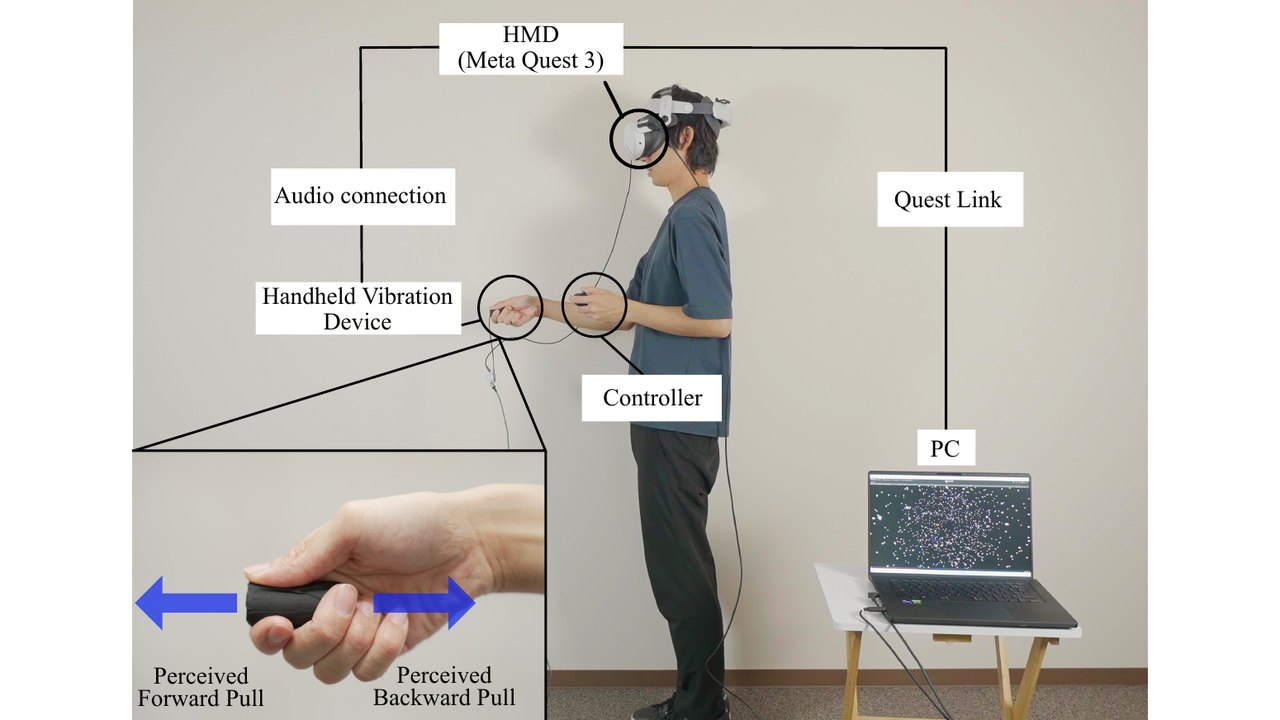 HMD
(Meta Quest 3)
Audio connection
Quest Link
Handheld Vibration
Device
Controller
PC
Perceived
Forward Pull
Perceived
Backward Pull